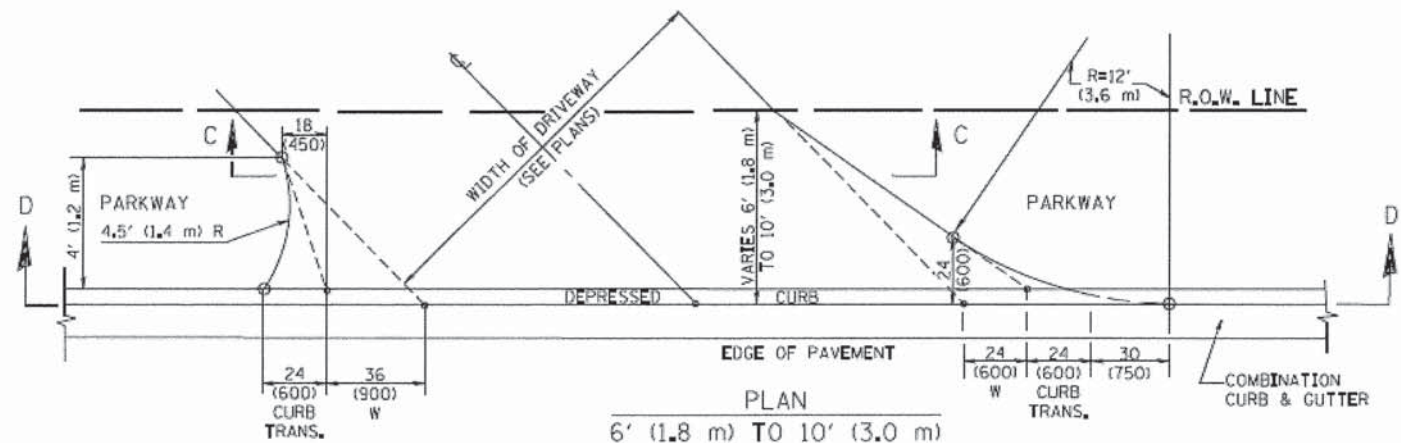 R=12'
(3.6 m)
R.O.W. LINE
C
18
(450)
WIDTH OF DRIVEWAY
(SEE PLANS)
C
D
4' (1.2 m)
PARKWAY
4.5' (1.4 m) R
VARIES 6' (1.8 m)
TO 10' (3.0 m)
24
(600)
PARKWAY
D
DEPRESSED CURB
EDGE OF PAVEMENT
24
(600)
CURB
TRANS.
36
(900)
W
24
(600)
W
24
(600)
CURB
TRANS.
30
(750)
COMBINATION
CURB & GUTTER
PLAN
6' (1.8 m) TO 10' (3.0 m)